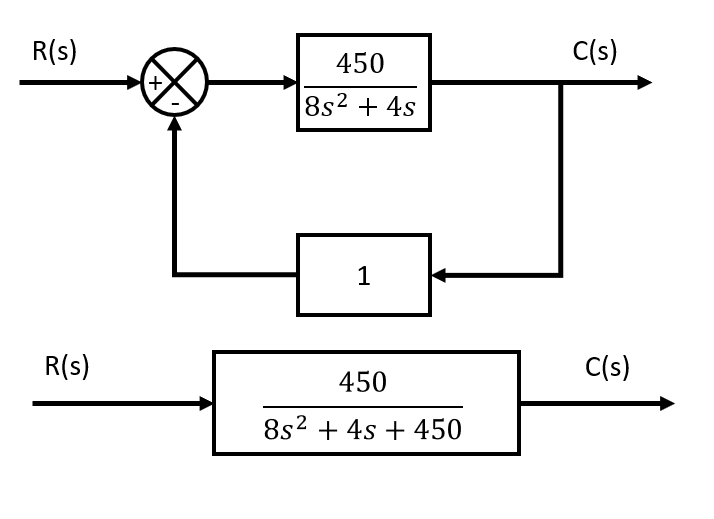 R(s)
C(s)
+
-
450
8s² + 4s
1
R(s)
C(s)
450
8s² + 4s + 450